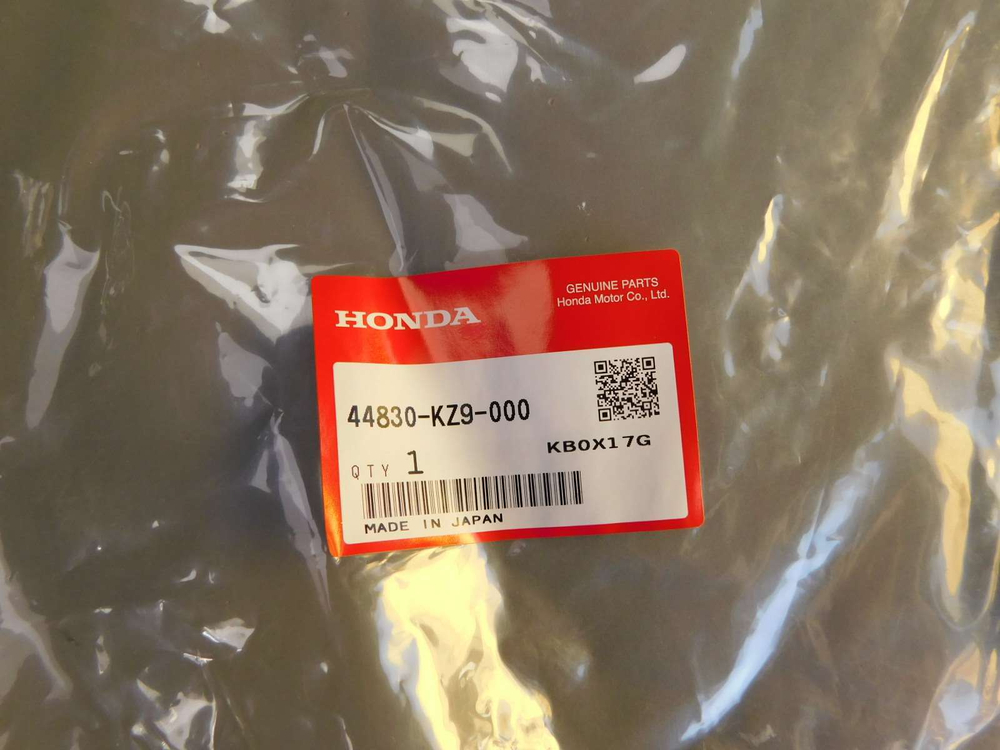 HONDA
GENUINE PARTS
Honda Motor Co., Ltd.
44830-KZ9-000
KB0X17G
QTY 1
MADE IN JAPAN